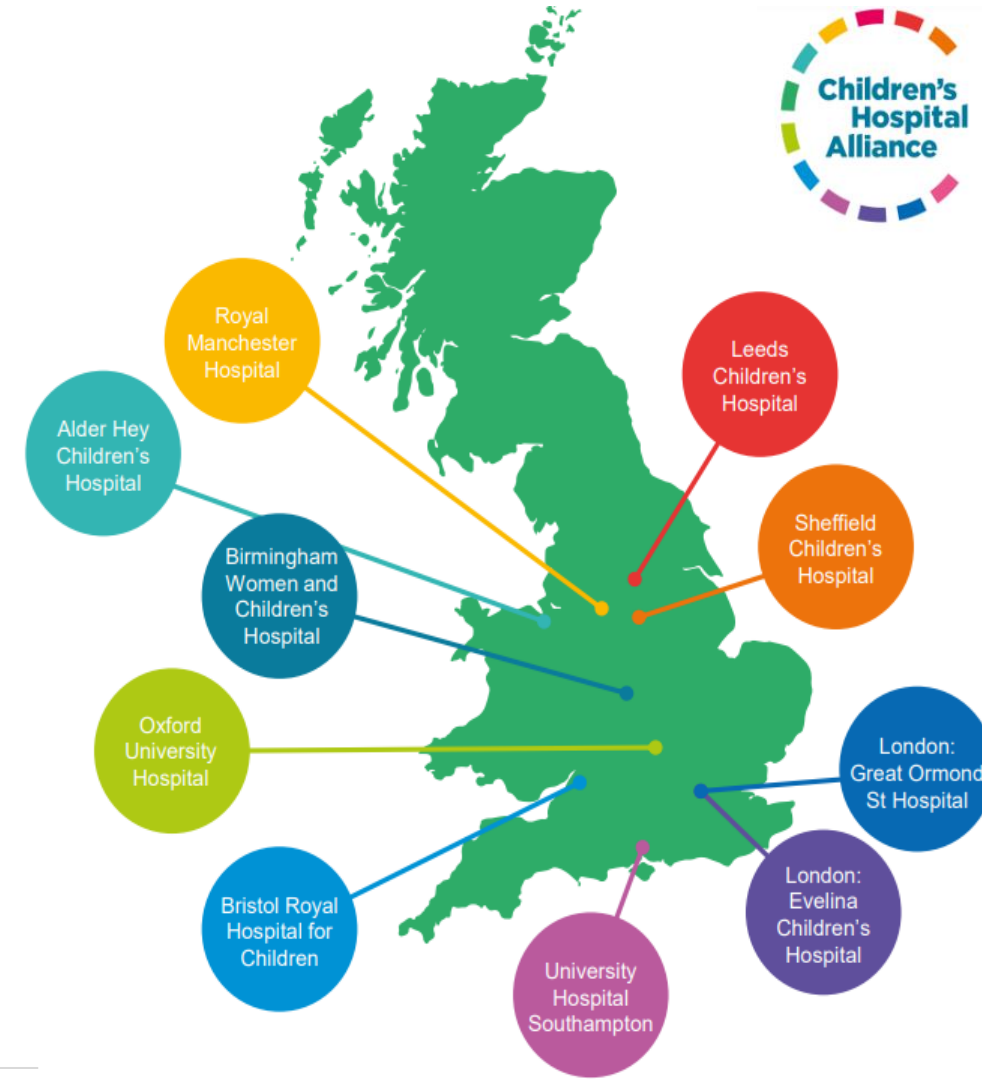 Children's
Hospital
Alliance
Royal
Manchester
Hospital
Leeds
Children's
Hospital
Alder Hey
Children's
Hospital
Sheffield
Children's
Hospital
Birmingham
Women and
Children's
Hospital
Oxford
University
Hospital
London:
Great Ormond
St Hospital
Bristol Royal
Hospital for
Children
London:
Evelina
Children's
Hospital
University
Hospital
Southampton